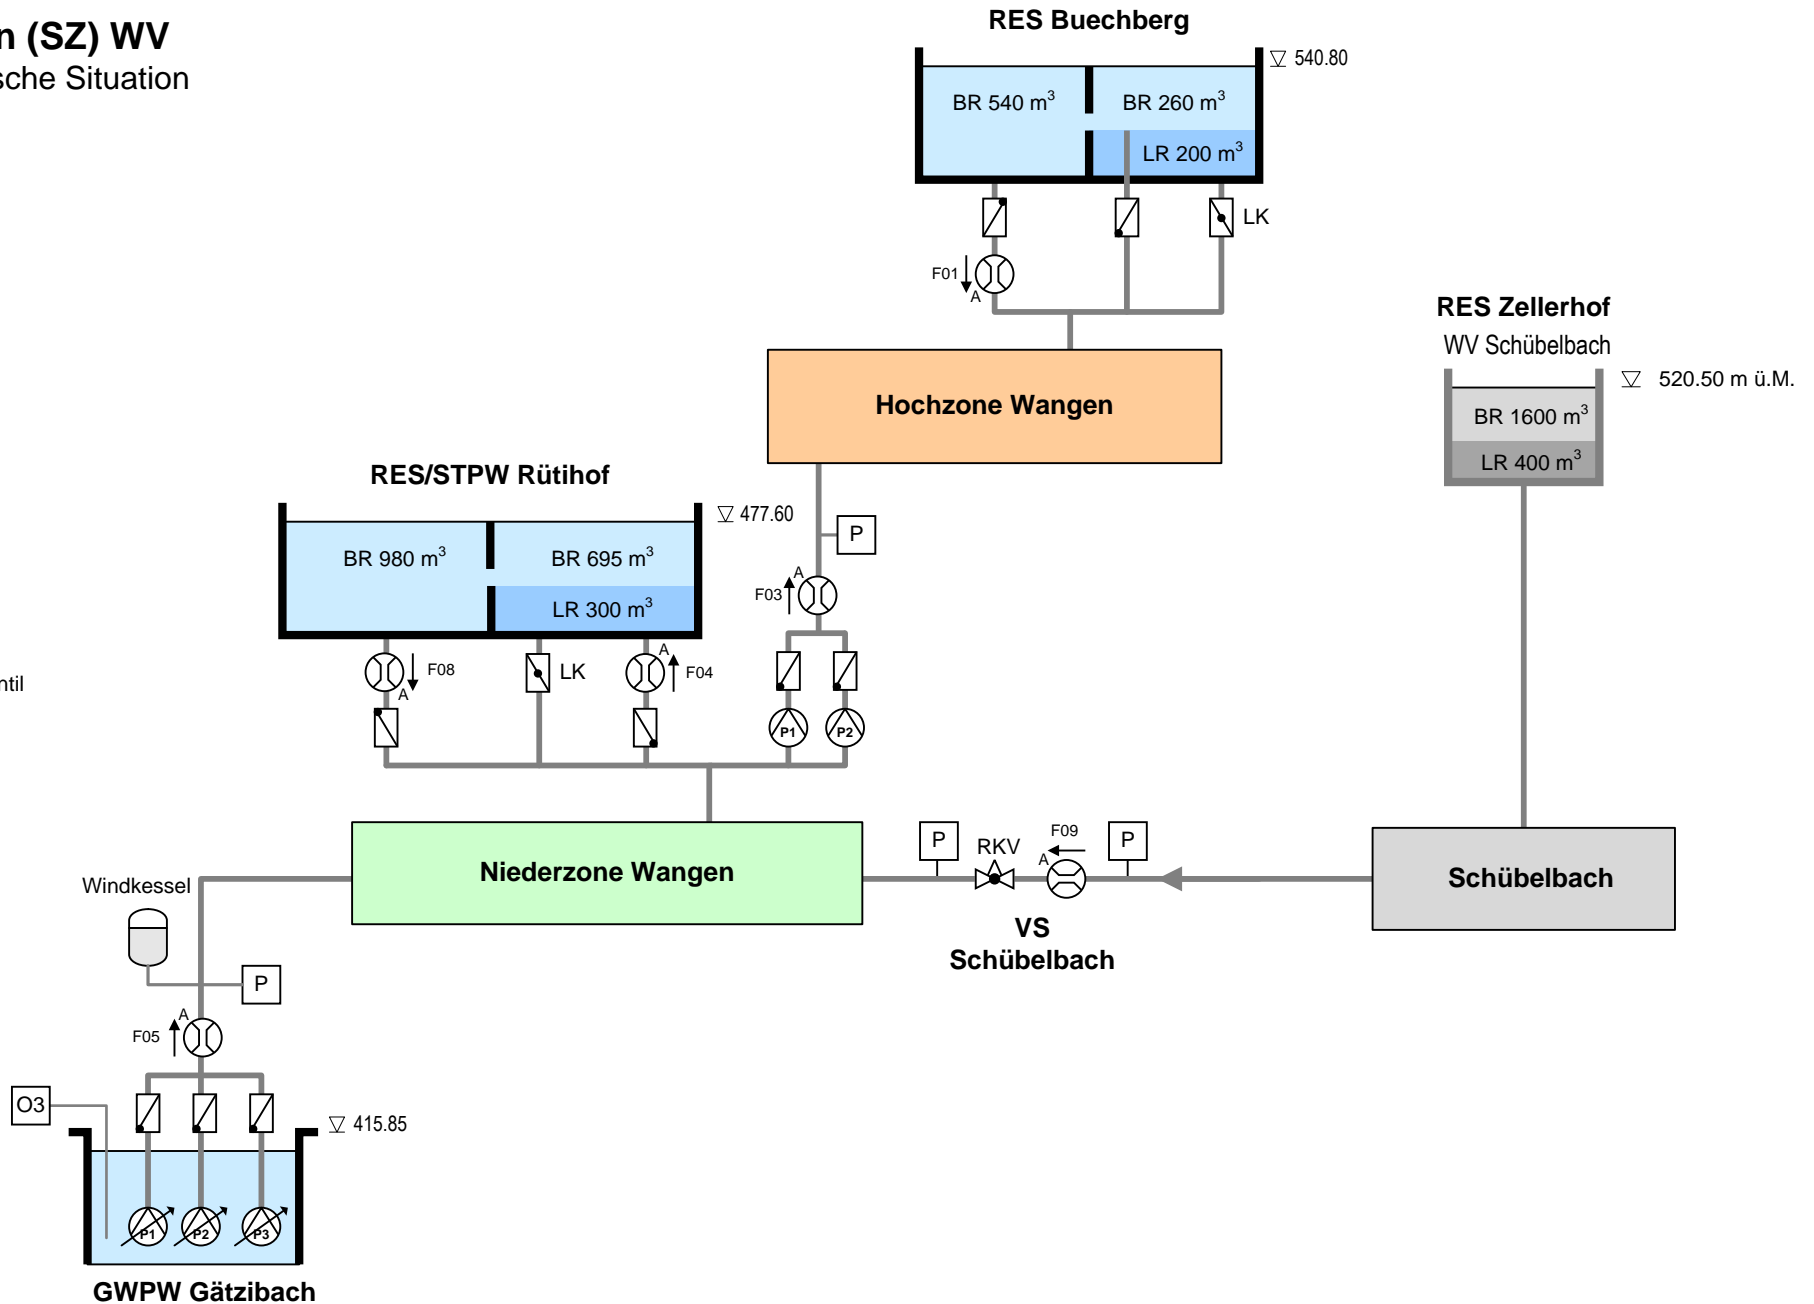 n (SZ) WV
sche Situation
RES Buechberg
540.80
BR 540 m³
BR 260 m³
LR 200 m³
LK
F01
A
RES Zellerhof
WV Schübelbach
520.50 m ü.M.
BR 1600 m³
LR 400 m³
Hochzone Wangen
RES/STPW Rütihof
477.60
P
BR 980 m³
BR 695 m³
LR 300 m³
A
F03
F08
A
LK
A
F04
ntil
P1
P2
Niederzone Wangen
P
RKV
F09
A
P
Schübelbach
VS
Schübelbach
Windkessel
P
A
F05
O3
415.85
P1
P2
P3
GWPW Gätzibach